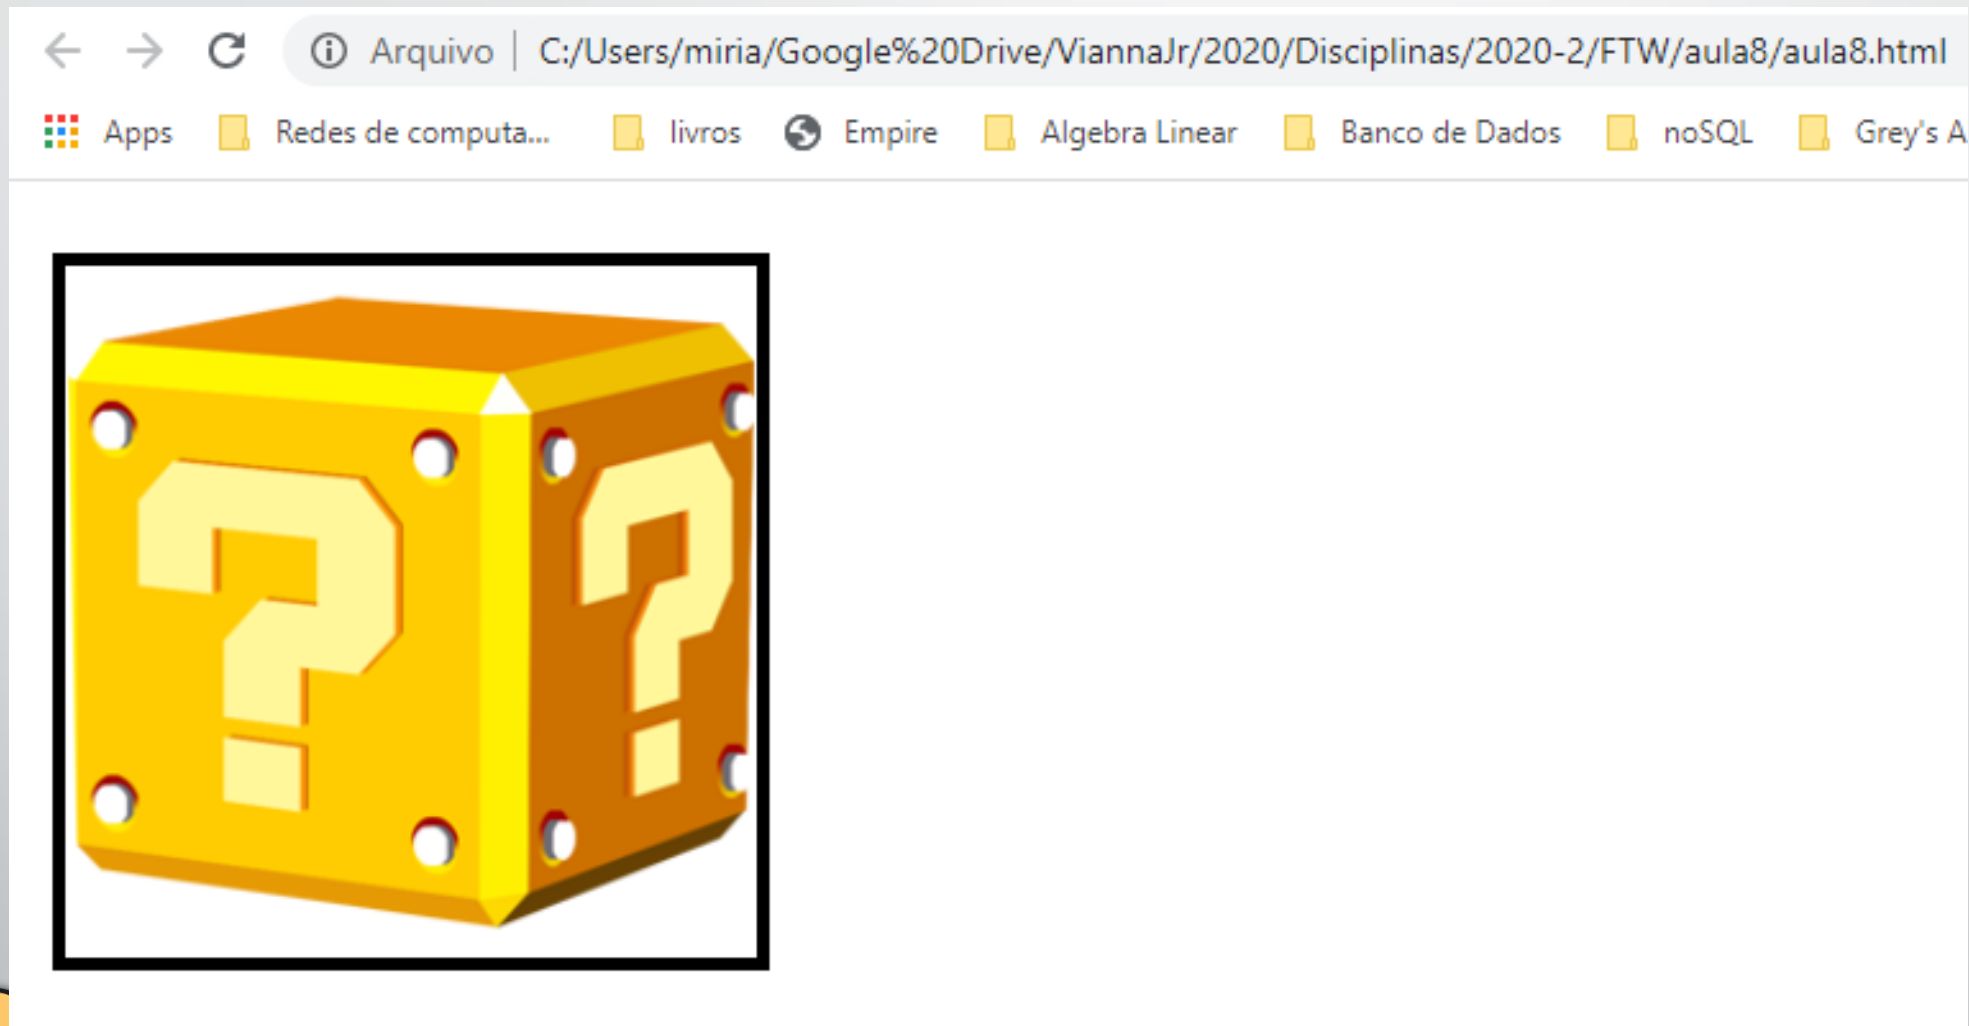 Arquivo | C:/Users/miria/Google%20Drive/ViannaJr/2020/Disciplinas/2020-2/FTW/aula8/aula8.html
Apps Redes de computa... livros Empire Algebra Linear Banco de Dados noSQL Grey's A
? ?